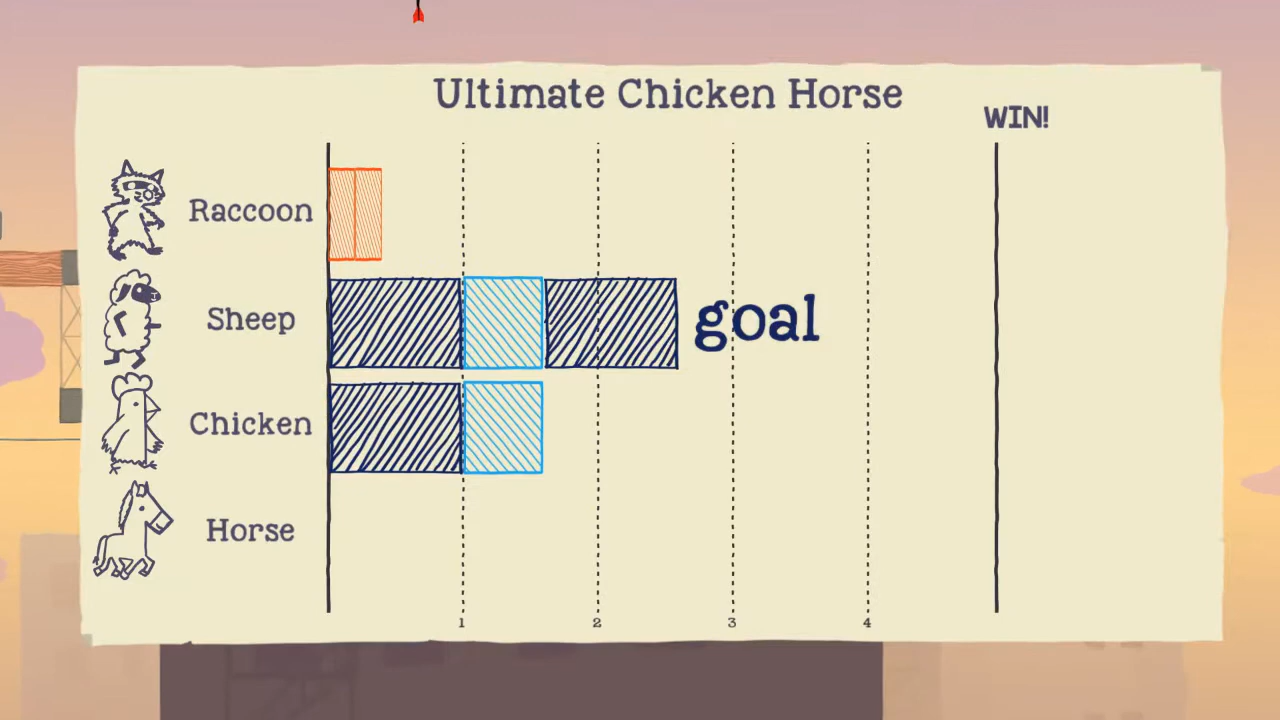 Ultimate Chicken Horse
WIN!
Raccoon
Sheep
goal
Chicken
Horse
1 2 3 4